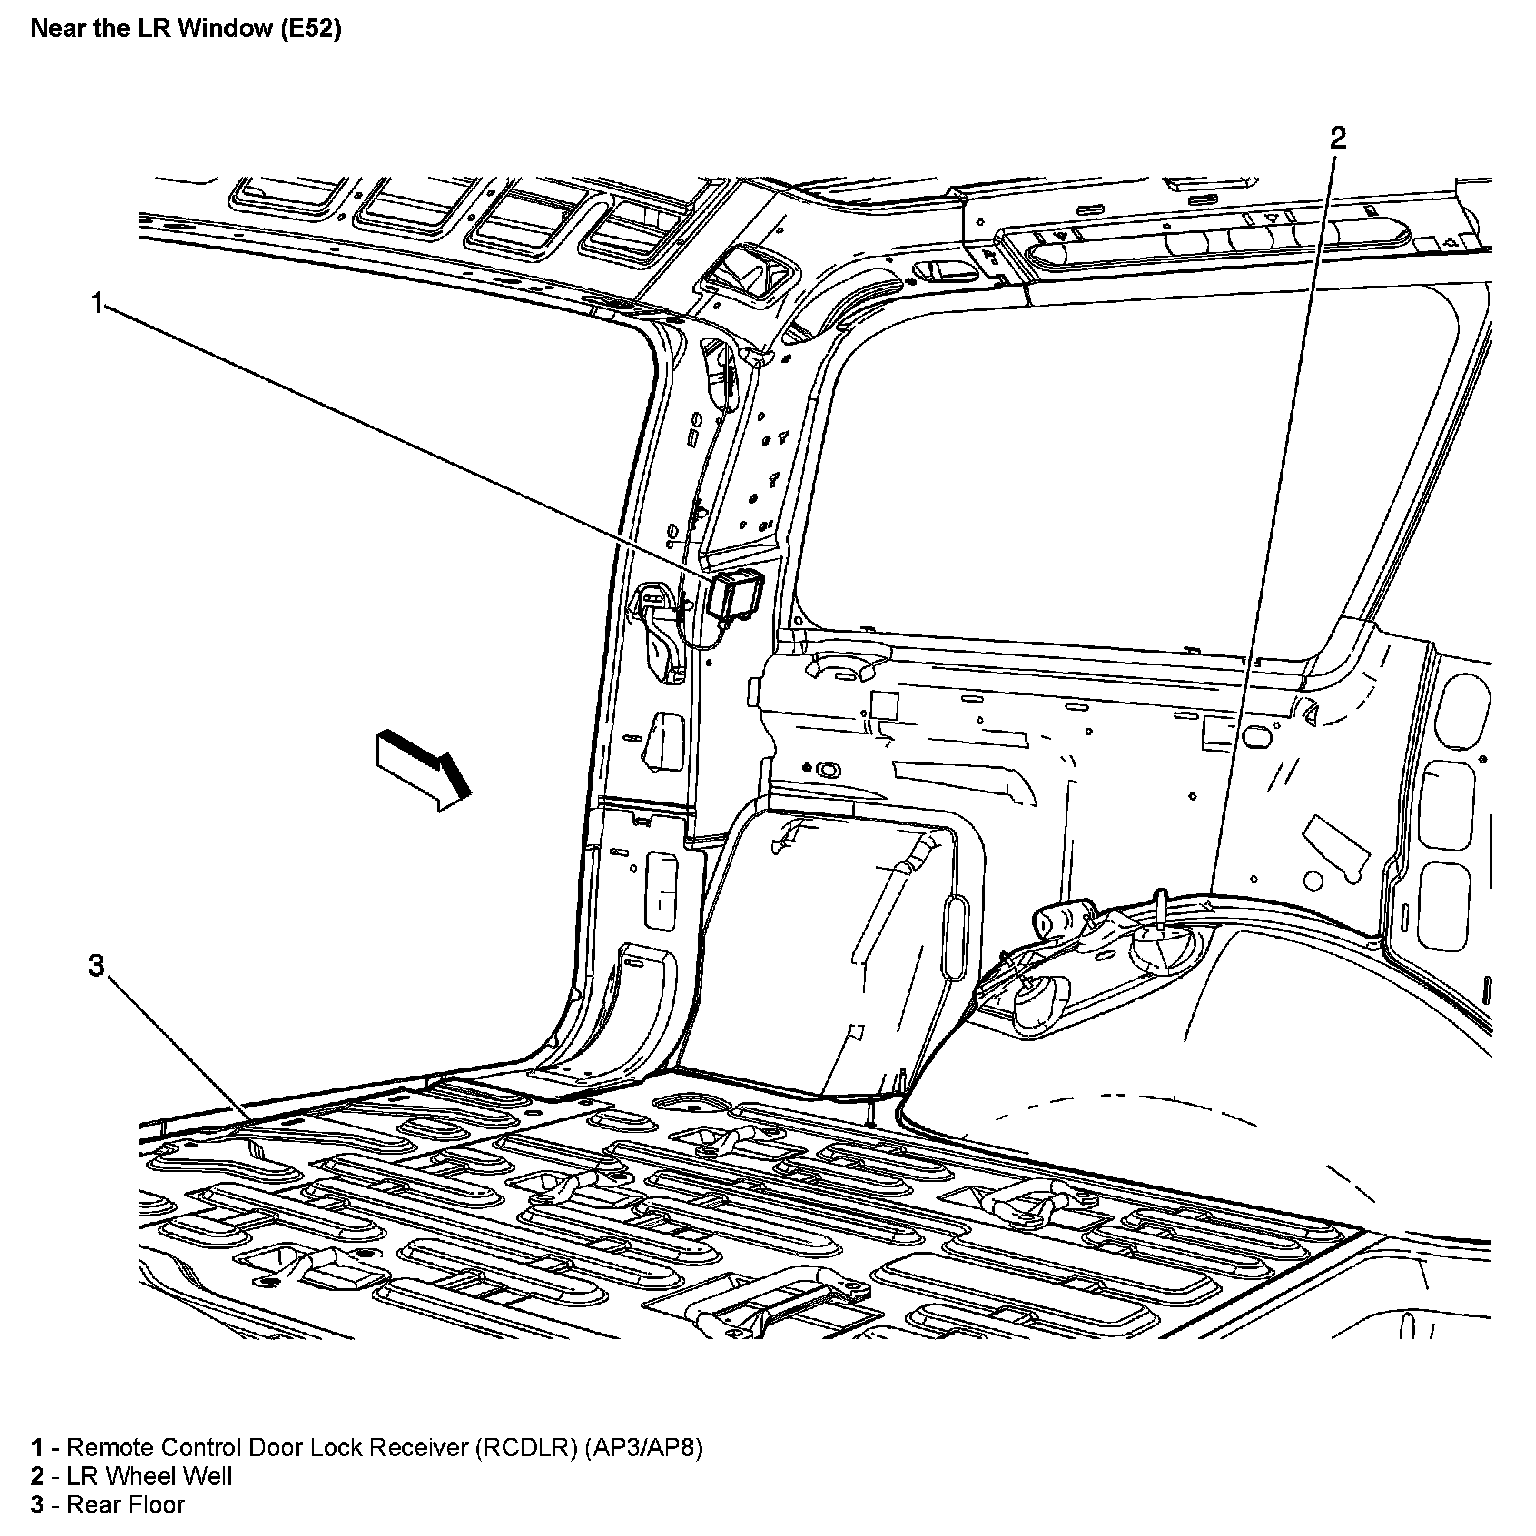 Near the LR Window (E52)
2
1
3
1 - Remote Control Door Lock Receiver (RCDLR) (AP3/AP8)
2 - LR Wheel Well
3 - Rear Floor